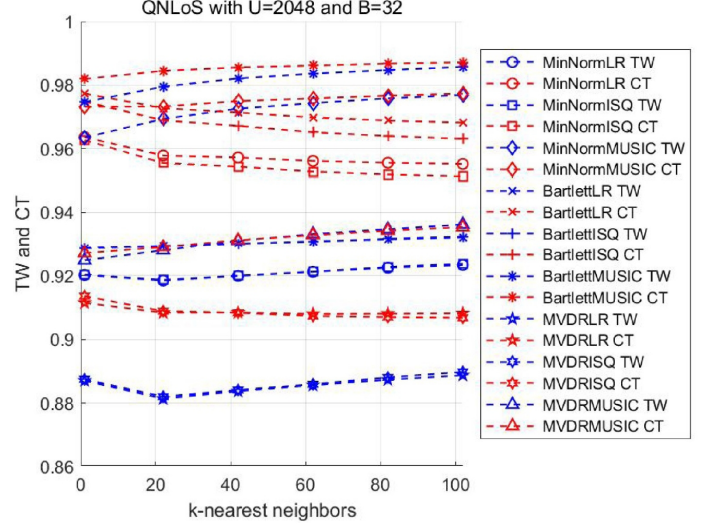 QNLoS with U=2048 and B=32
1
0.98
0.96
0.94
0.92
0.9
0.88
0.86
TW and CT
0
20
40
60
80
100
k-nearest neighbors
MinNormLR TW
MinNormLR CT
MinNormISQ TW
MinNormISQ CT
MinNormMUSIC TW
MinNormMUSIC CT
BartlettLR TW
BartlettLR CT
BartlettISQ TW
BartlettISQ CT
BartlettMUSIC TW
BartlettMUSIC CT
MVDRLR TW
MVDRLR CT
MVDRISQ TW
MVDRISQ CT
MVDRMUSIC TW
MVDRMUSIC CT